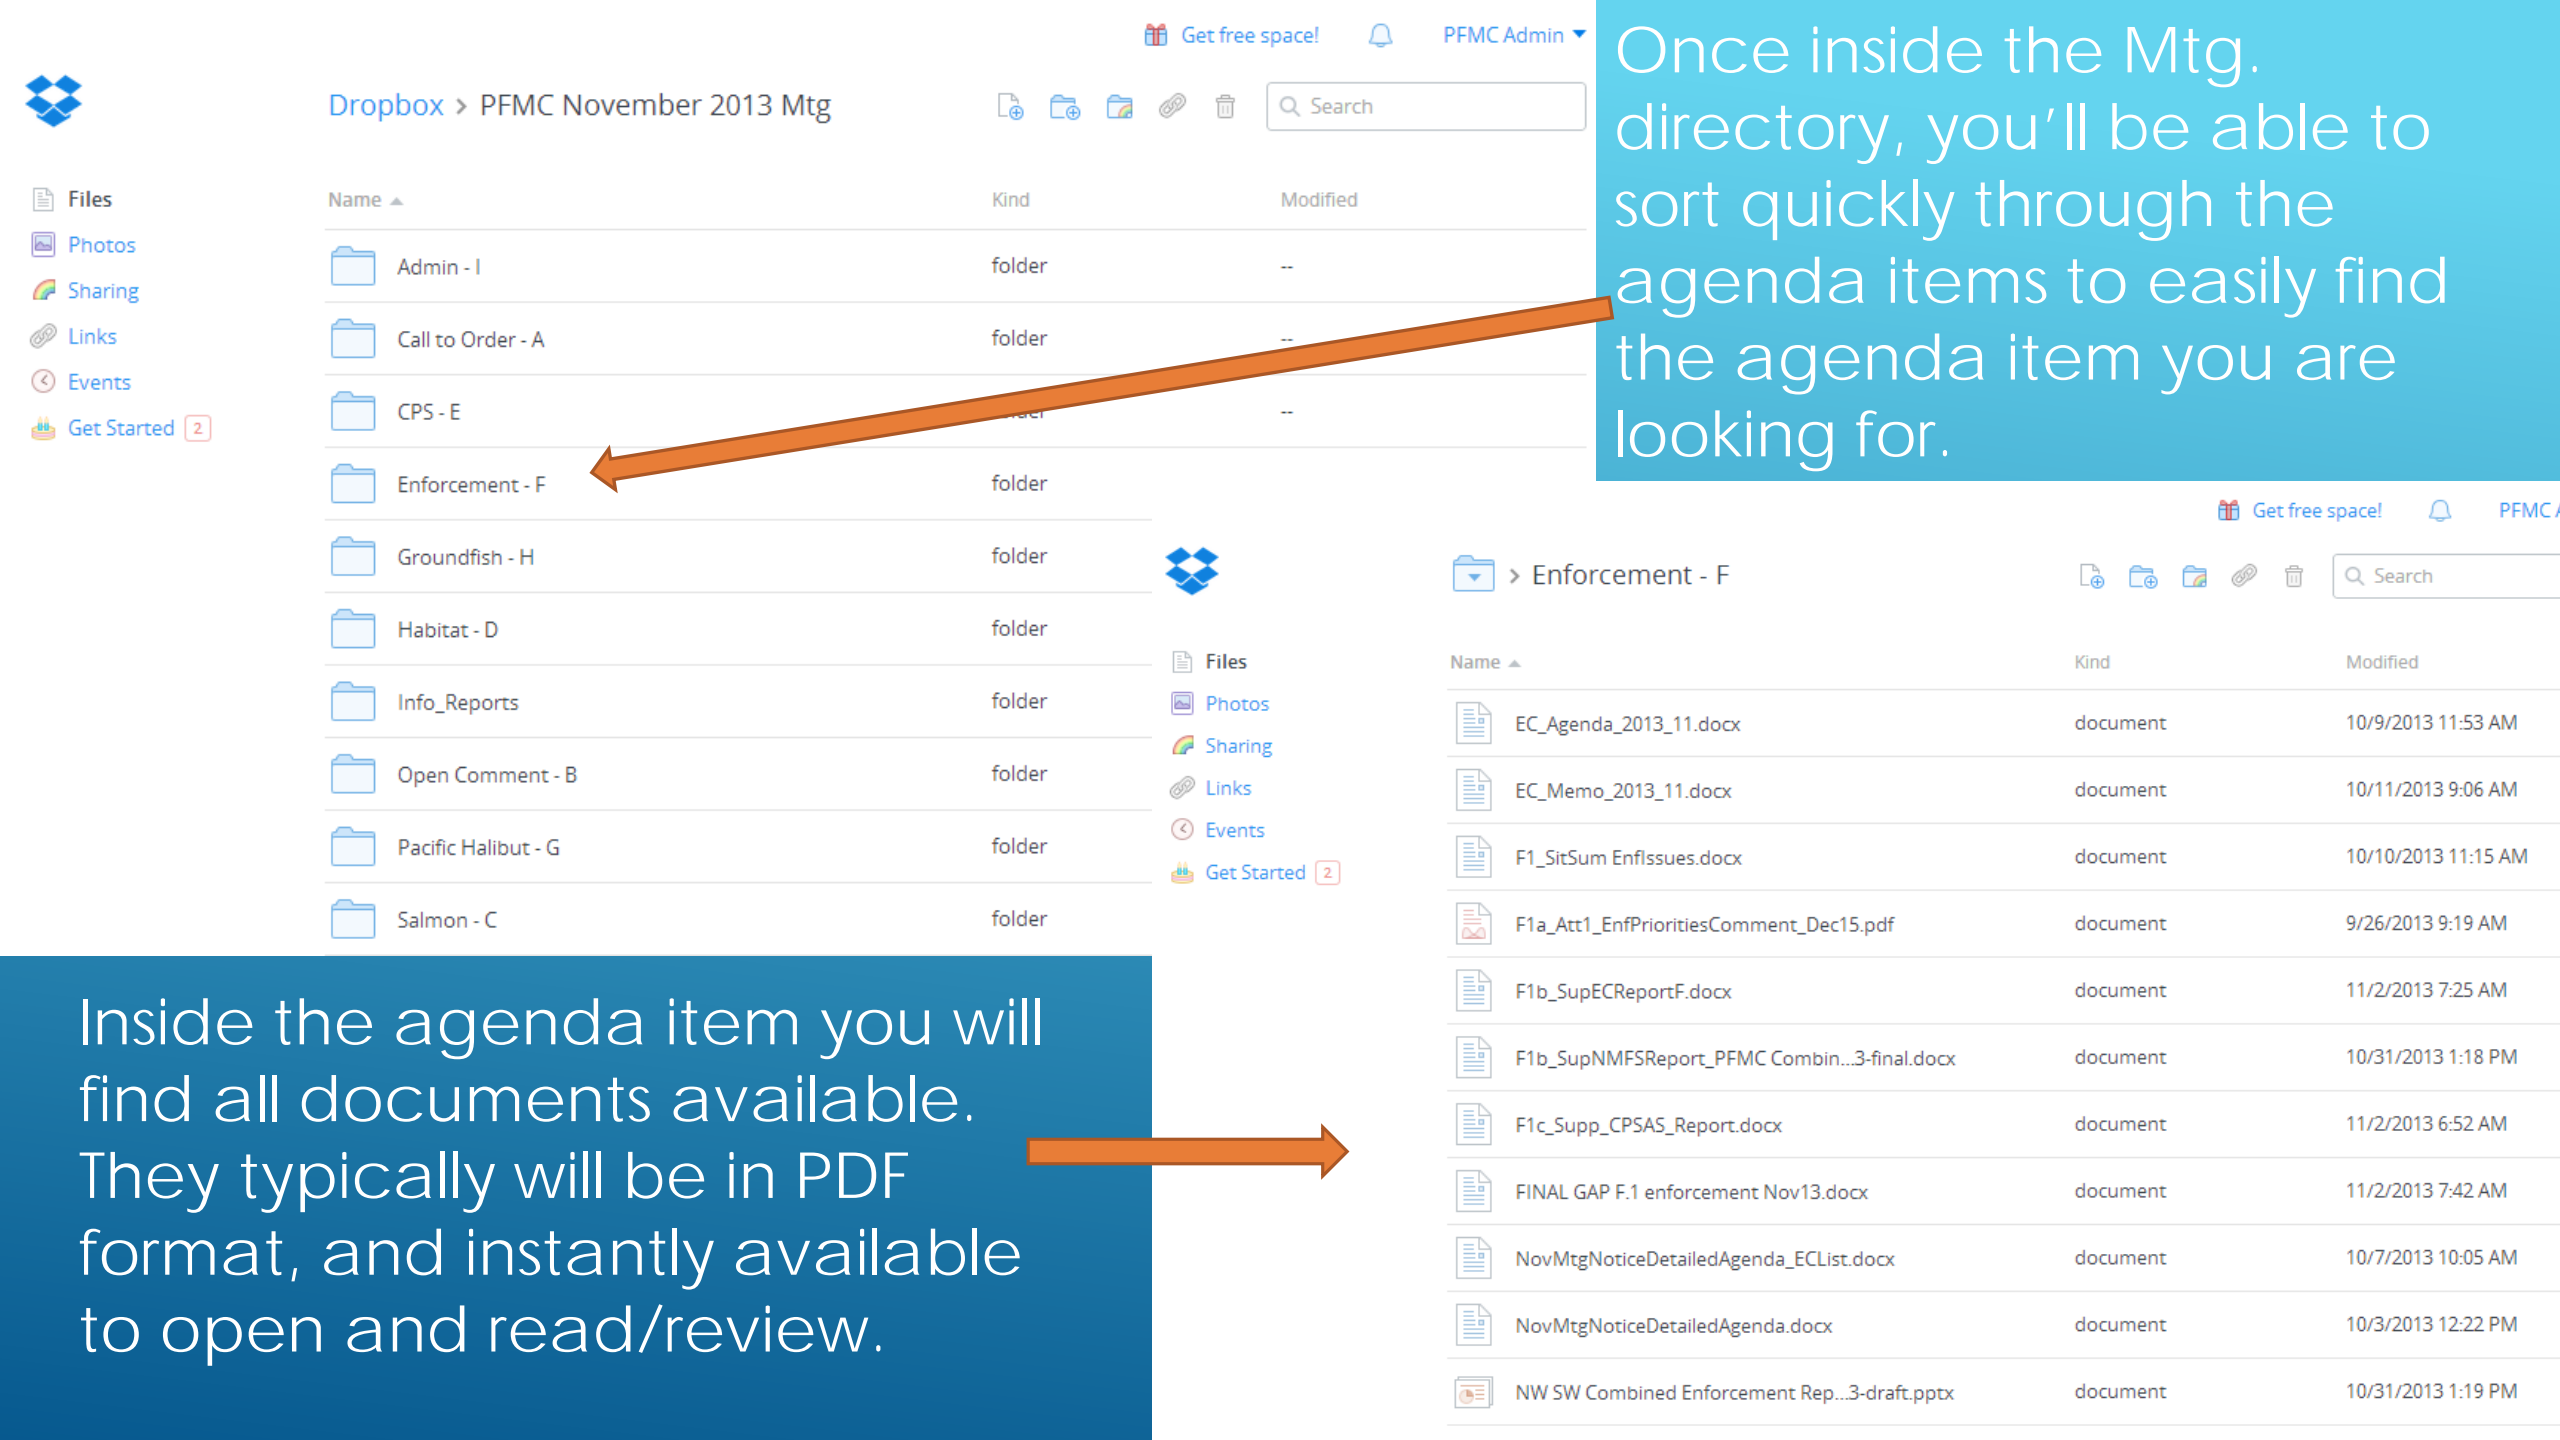 Get free space!
PFMC Admin
Dropbox > PFMC November 2013 Mtg
Search
Files
Photos
Sharing
Links
Events
Get Started 2
Name Kind Modified
Admin - I folder --
Call to Order - A folder --
CPS - E folder --
Enforcement - F folder
Groundfish - H folder
Habitat - D folder
Info_Reports folder
Open Comment - B folder
Pacific Halibut - G folder
Salmon - C folder
Once inside the Mtg.
directory, you'll be able to
sort quickly through the
agenda items to easily find
the agenda item you are
looking for.
Inside the agenda item you will
find all documents available.
They typically will be in PDF
format, and instantly available
to open and read/review.
Get free space!
PFMC A
> Enforcement - F
Search
Files
Photos
Sharing
Links
Events
Get Started 2
Name Kind Modified
EC_Agenda_2013_11.docx document 10/9/2013 11:53 AM
EC_Memo_2013_11.docx document 10/11/2013 9:06 AM
F1_SitSum EnfIssues.docx document 10/10/2013 11:15 AM
F1a_Att1_EnfPrioritiesComment_Dec15.pdf document 9/26/2013 9:19 AM
F1b_SupECReportF.docx document 11/2/2013 7:25 AM
F1b_SupNMFSReport_PFMC Combin...3-final.docx document 10/31/2013 1:18 PM
F1c_Supp_CPSAS_Report.docx document 11/2/2013 6:52 AM
FINAL GAP F.1 enforcement Nov13.docx document 11/2/2013 7:42 AM
NovMtgNoticeDetailedAgenda_ECList.docx document 10/7/2013 10:05 AM
NovMtgNoticeDetailedAgenda.docx document 10/3/2013 12:22 PM
NW SW Combined Enforcement Rep...3-draft.pptx document 10/31/2013 1:19 PM